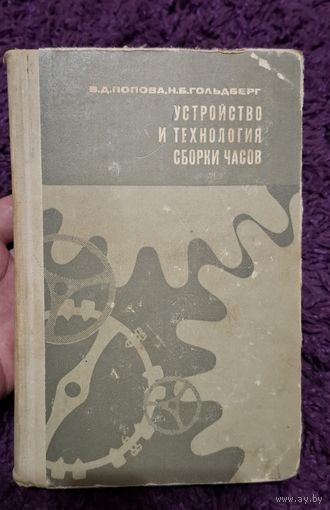 В.Д.ПОПОВА, Н.Б.ГОЛЬДБЕРГ
УСТРОЙСТВО
И ТЕХНОЛОГИЯ
СБОРКИ ЧАСОВ
www.ay.by